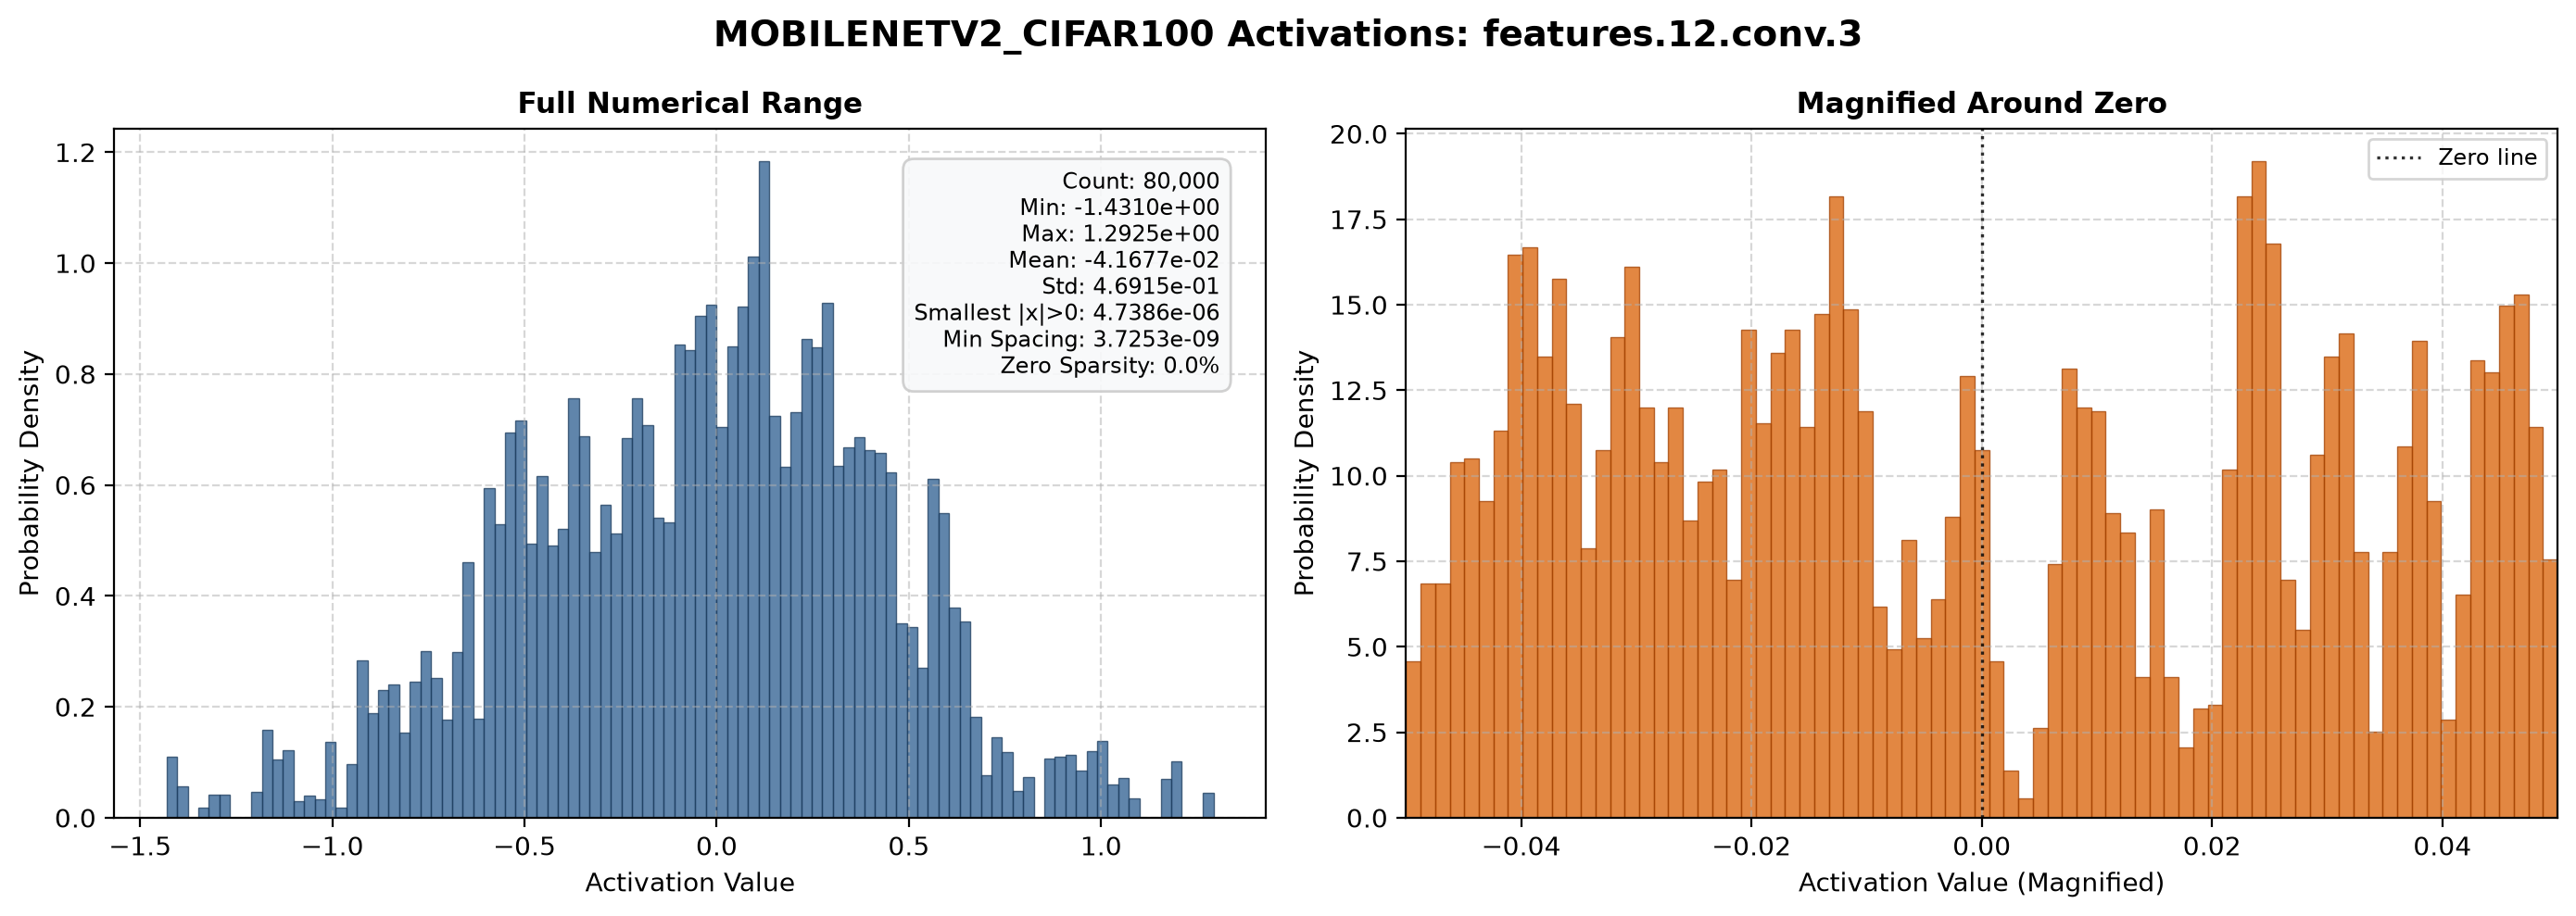 MOBILENETV2_CIFAR100 Activations: features.12.conv.3
Full Numerical Range
Probability Density
1.2
1.0
0.8
0.6
0.4
0.2
0.0
Count: 80,000
Min: -1.4310e+00
Max: 1.2925e+00
Mean: -4.1677e-02
Std: 4.6915e-01
Smallest |x|>0: 4.7386e-06
Min Spacing: 3.7253e-09
Zero Sparsity: 0.0%
−1.5 −1.0 −0.5 0.0 0.5 1.0
Activation Value
Magnified Around Zero
Probability Density
20.0
17.5
15.0
12.5
10.0
7.5
5.0
2.5
0.0
Zero line
−0.04 −0.02 0.00 0.02 0.04
Activation Value (Magnified)